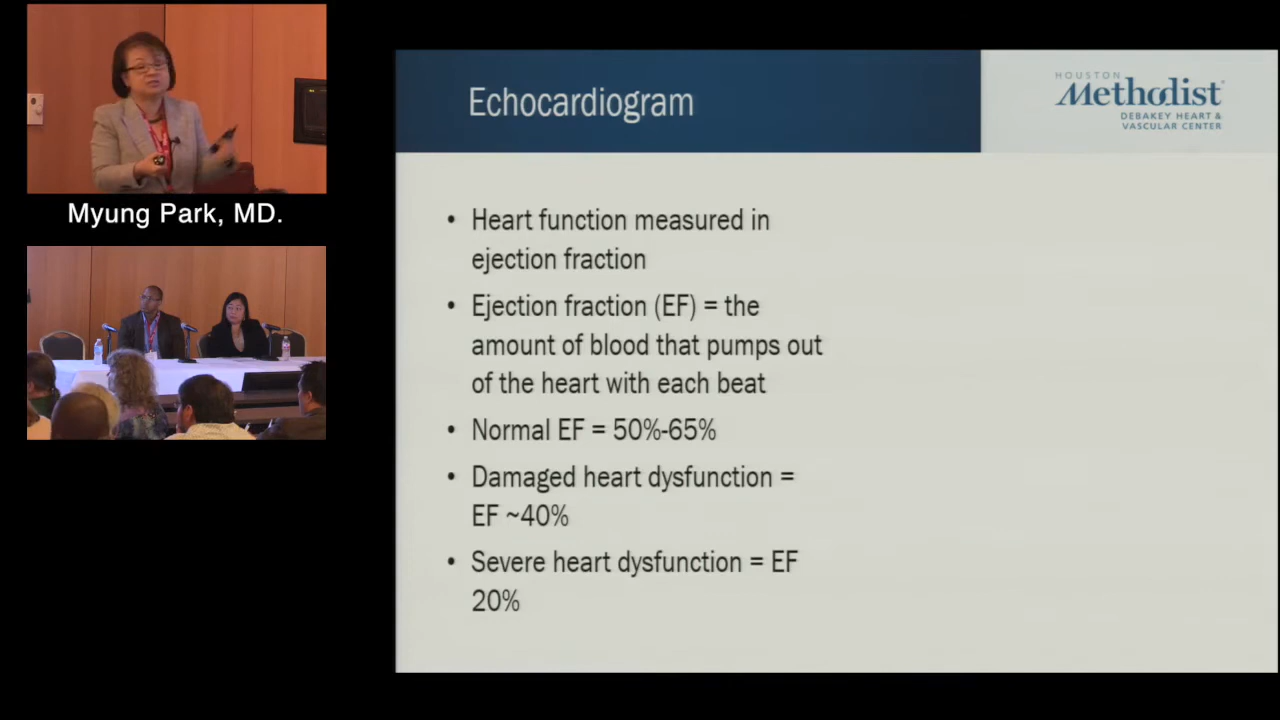 Myung Park, MD.
Echocardiogram
HOUSTON
Methodist
DEBAKEY HEART &
VASCULAR CENTER
• Heart function measured in
ejection fraction
• Ejection fraction (EF) = the
amount of blood that pumps out
of the heart with each beat
• Normal EF = 50%-65%
• Damaged heart dysfunction =
EF ~40%
• Severe heart dysfunction = EF
20%